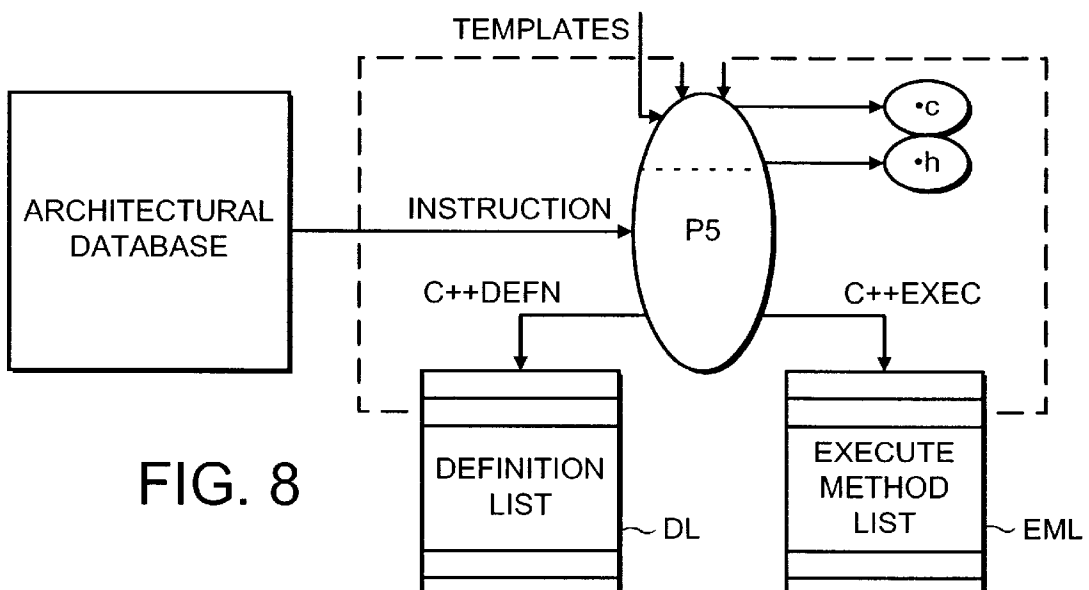 TEMPLATES
•c
•h
ARCHITECTURAL
DATABASE
INSTRUCTION
P5
C++DEFN
C++EXEC
DEFINITION
LIST
DL
EXECUTE
METHOD
LIST
EML
FIG. 8